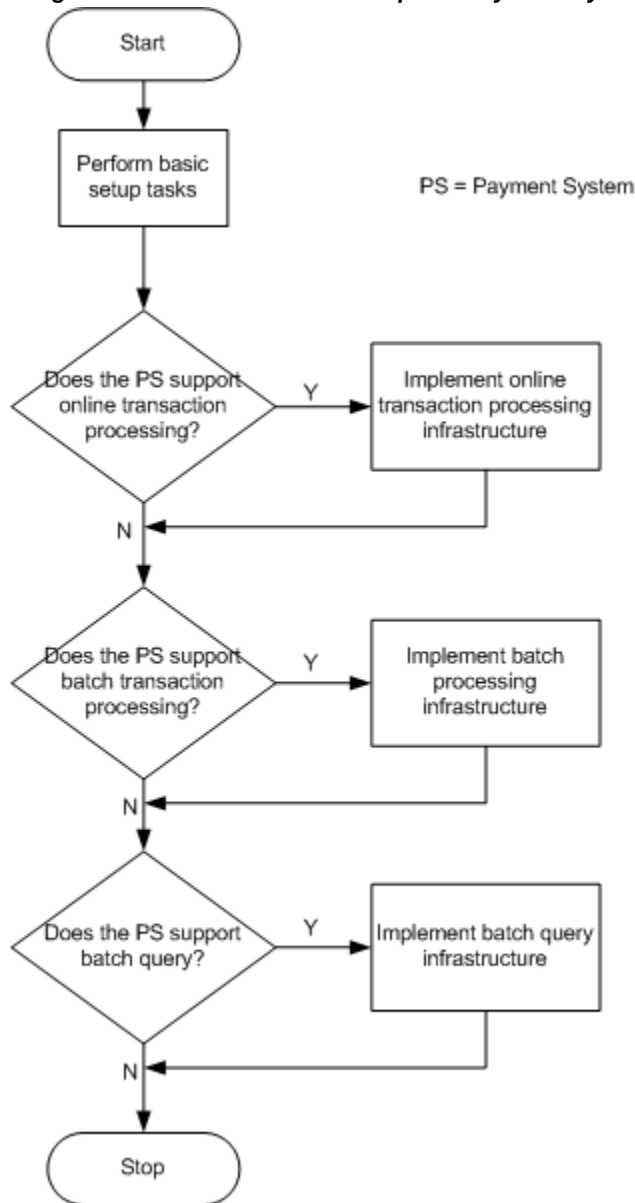 Start
Perform basic
setup tasks
PS = Payment System
Does the PS support
online transaction
processing?
Y
Implement online
transaction processing
infrastructure
N
Does the PS support
batch transaction
processing?
Y
Implement batch
processing
infrastructure
N
Does the PS support
batch query?
Y
Implement batch query
infrastructure
N
Stop